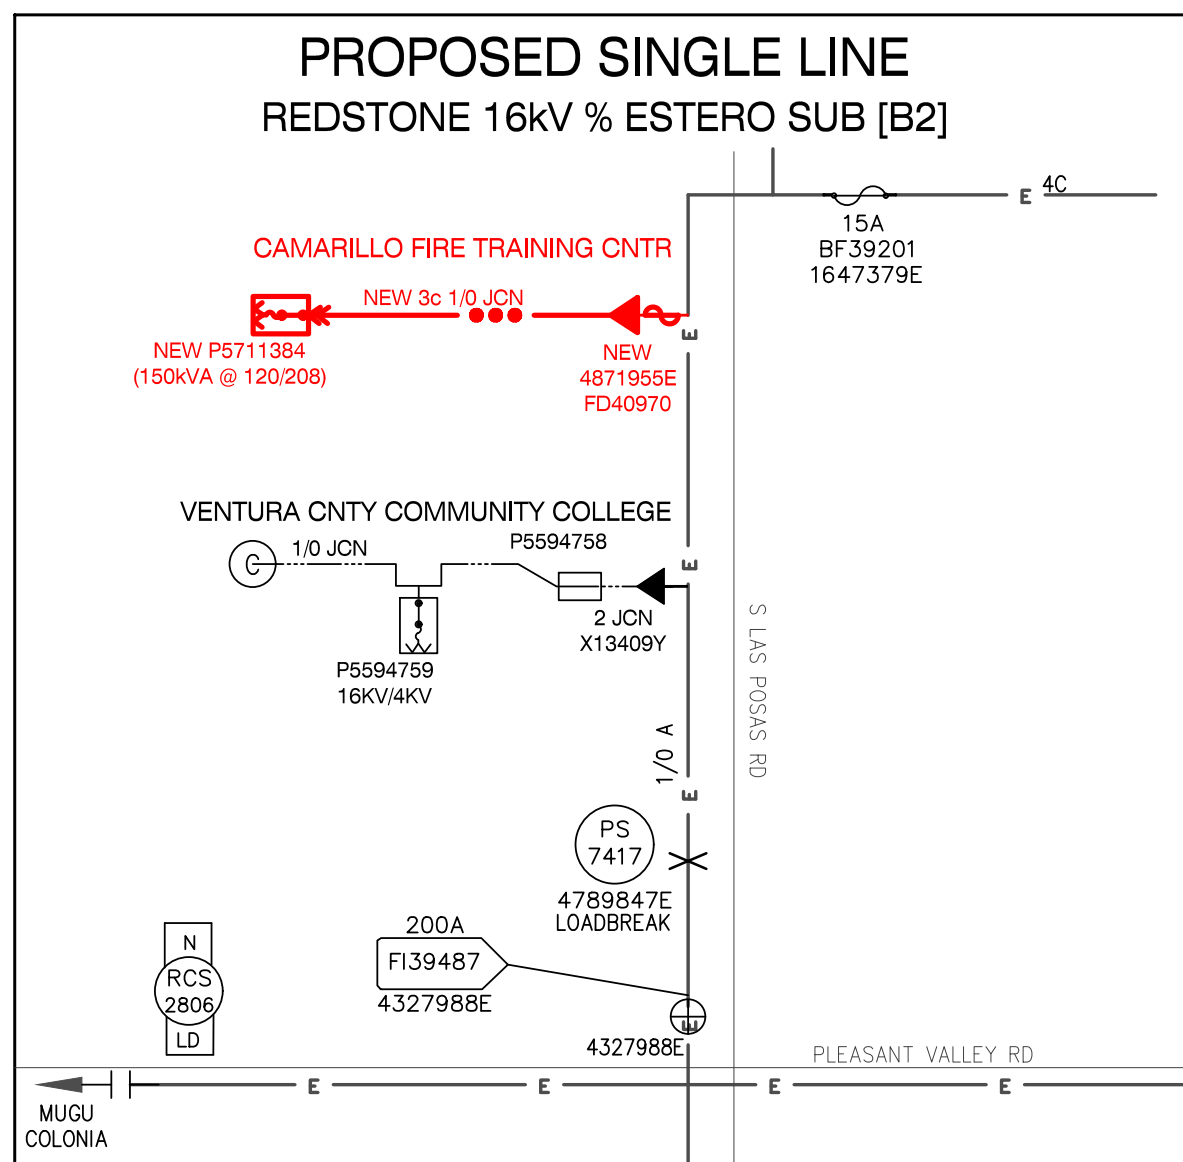 PROPOSED SINGLE LINE
REDSTONE 16kV % ESTERO SUB [B2]
E 4C
15A
BF39201
1647379E
CAMARILLO FIRE TRAINING CNTR
NEW 3c 1/0 JCN
E
NEW P5711384
(150kVA @ 120/208)
NEW
4871955E
FD40970
VENTURA CNTY COMMUNITY COLLEGE
1/0 JCN
P5594758
C
E
2 JCN
X13409Y
P5594759
16KV/4KV
S LAS POSAS RD
1/0 A
E
PS
7417
4789847E
LOADBREAK
200A
FI39487
4327988E
N
RCS
2806
LD
E
4327988E
PLEASANT VALLEY RD
E E E E
MUGU
COLONIA